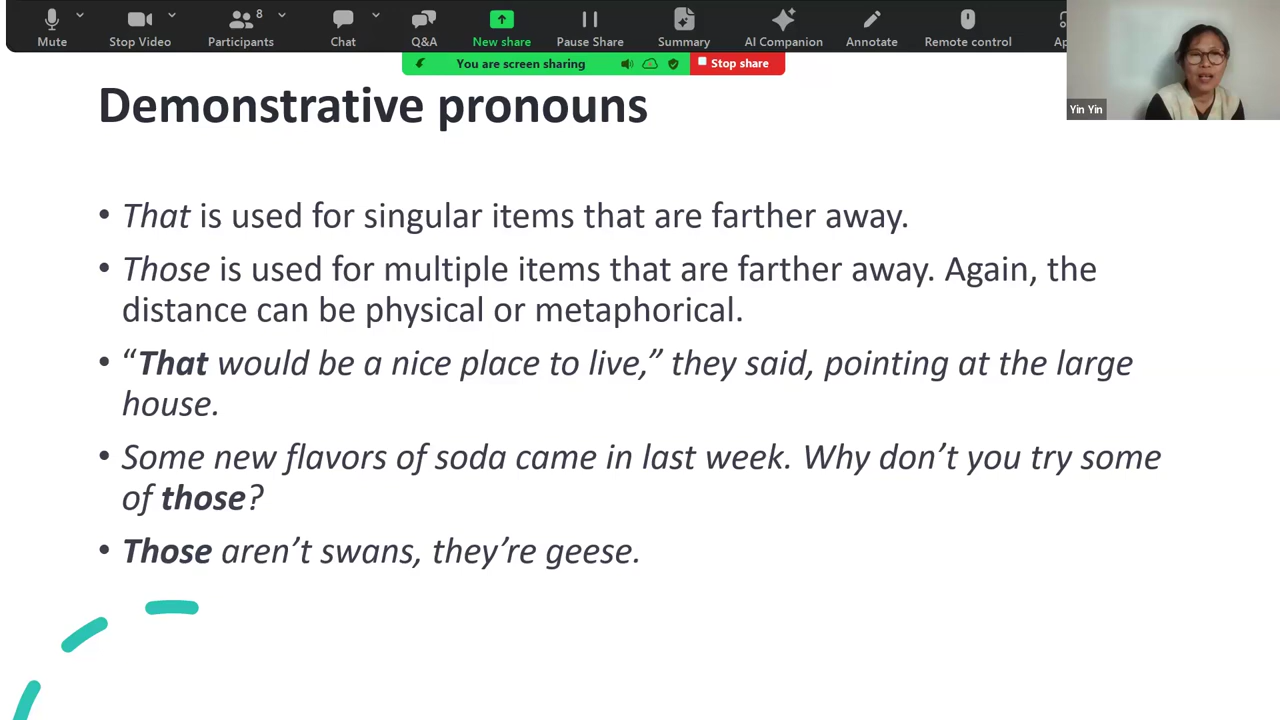 Mute
Stop Video
8
Participants
Chat
Q&A
New share
Pause Share
Summary
AI Companion
Annotate
Remote control
You are screen sharing
Stop share
Yin Yin
Demonstrative pronouns
• That is used for singular items that are farther away.
• Those is used for multiple items that are farther away. Again, the
distance can be physical or metaphorical.
• “That would be a nice place to live,” they said, pointing at the large
house.
• Some new flavors of soda came in last week. Why don’t you try some
of those?
• Those aren’t swans, they’re geese.